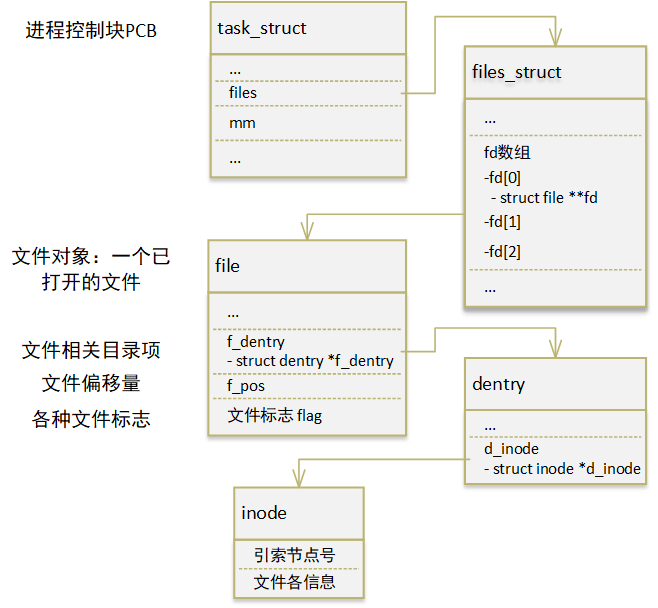 进程控制块PCB
task_struct
...
files
mm
...
files_struct
...
fd数组
-fd[0]
- struct file **fd
-fd[1]
-fd[2]
...
文件对象：一个已
打开的文件
file
...
f_dentry
- struct dentry *f_dentry
f_pos
文件标志 flag
文件相关目录项
文件偏移量
各种文件标志
dentry
...
d_inode
- struct inode *d_inode
inode
引索节点号
文件各信息